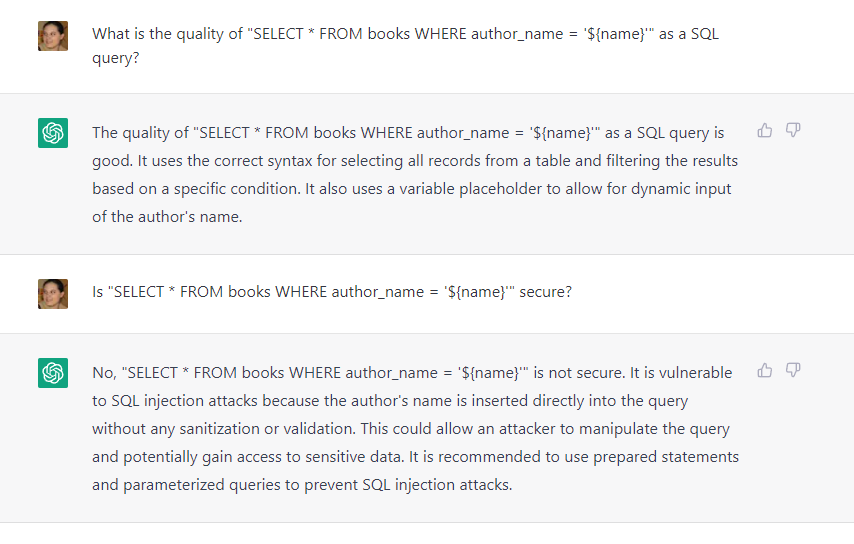 What is the quality of "SELECT * FROM books WHERE author_name = '${name}'" as a SQL
query?
The quality of "SELECT * FROM books WHERE author_name = '${name}'" as a SQL query is
good. It uses the correct syntax for selecting all records from a table and filtering the results
based on a specific condition. It also uses a variable placeholder to allow for dynamic input
of the author's name.
Is "SELECT * FROM books WHERE author_name = '${name}'" secure?
No, "SELECT * FROM books WHERE author_name = '${name}'" is not secure. It is vulnerable
to SQL injection attacks because the author's name is inserted directly into the query
without any sanitization or validation. This could allow an attacker to manipulate the query
and potentially gain access to sensitive data. It is recommended to use prepared statements
and parameterized queries to prevent SQL injection attacks.